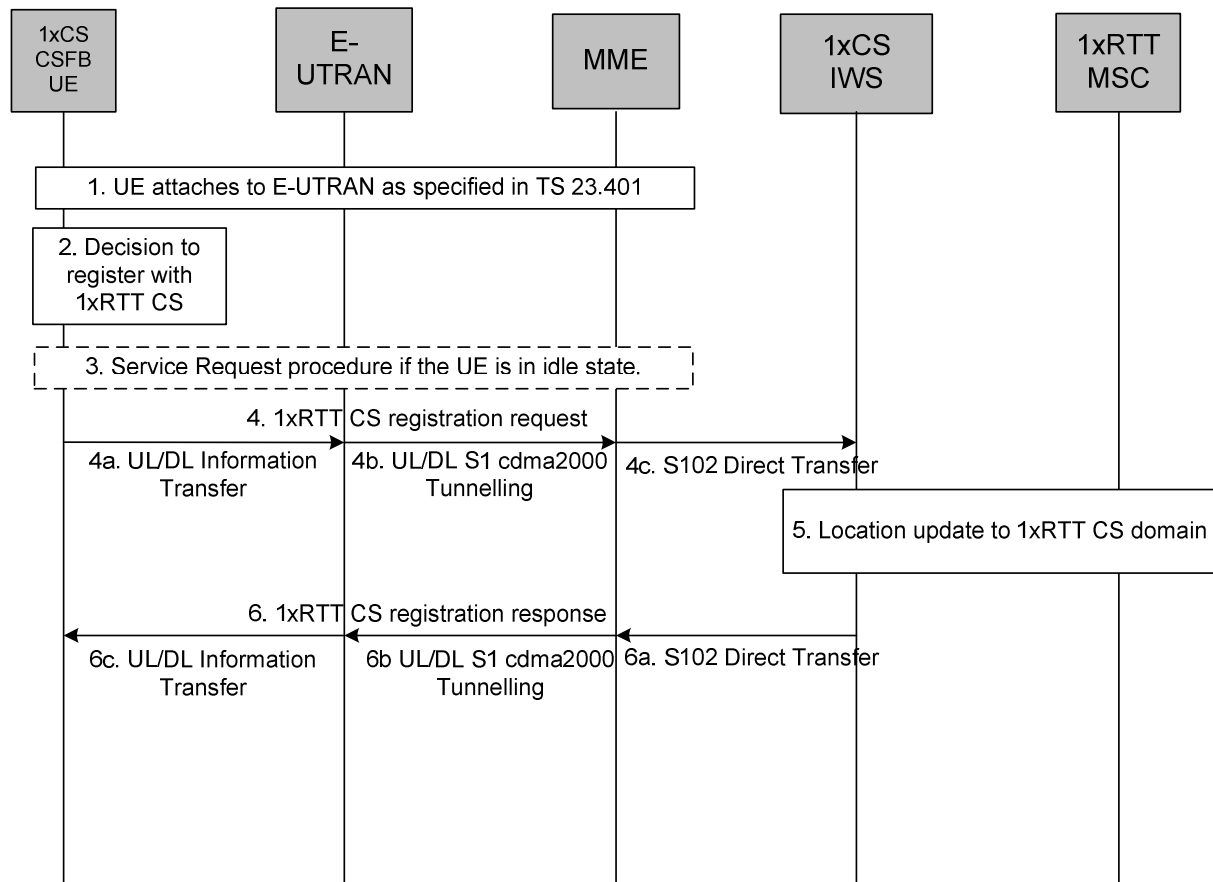 1xCS
CSFB
UE
E-
UTRAN
MME
1xCS
IWS
1xRTT
MSC
1. UE attaches to E-UTRAN as specified in TS 23.401
2. Decision to
register with
1xRTT CS
3. Service Request procedure if the UE is in idle state.
4. 1xRTT CS registration request
4a. UL/DL Information
Transfer
4b. UL/DL S1 cdma2000
Tunnelling
4c. S102 Direct Transfer
5. Location update to 1xRTT CS domain
6. 1xRTT CS registration response
6c. UL/DL Information
Transfer
6b UL/DL S1 cdma2000
Tunnelling
6a. S102 Direct Transfer